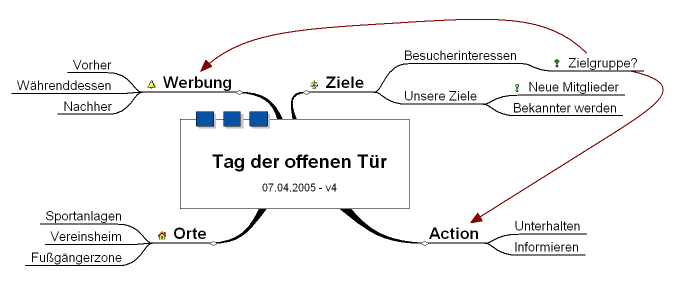 Vorher
Währenddessen
Nachher
Werbung
Ziele
Besucherinteressen
Zielgruppe?
Unsere Ziele
Neue Mitglieder
Bekannter werden
Tag der offenen Tür
07.04.2005 - v4
Sportanlagen
Vereinsheim
Fußgängerzone
Orte
Action
Unterhalten
Informieren